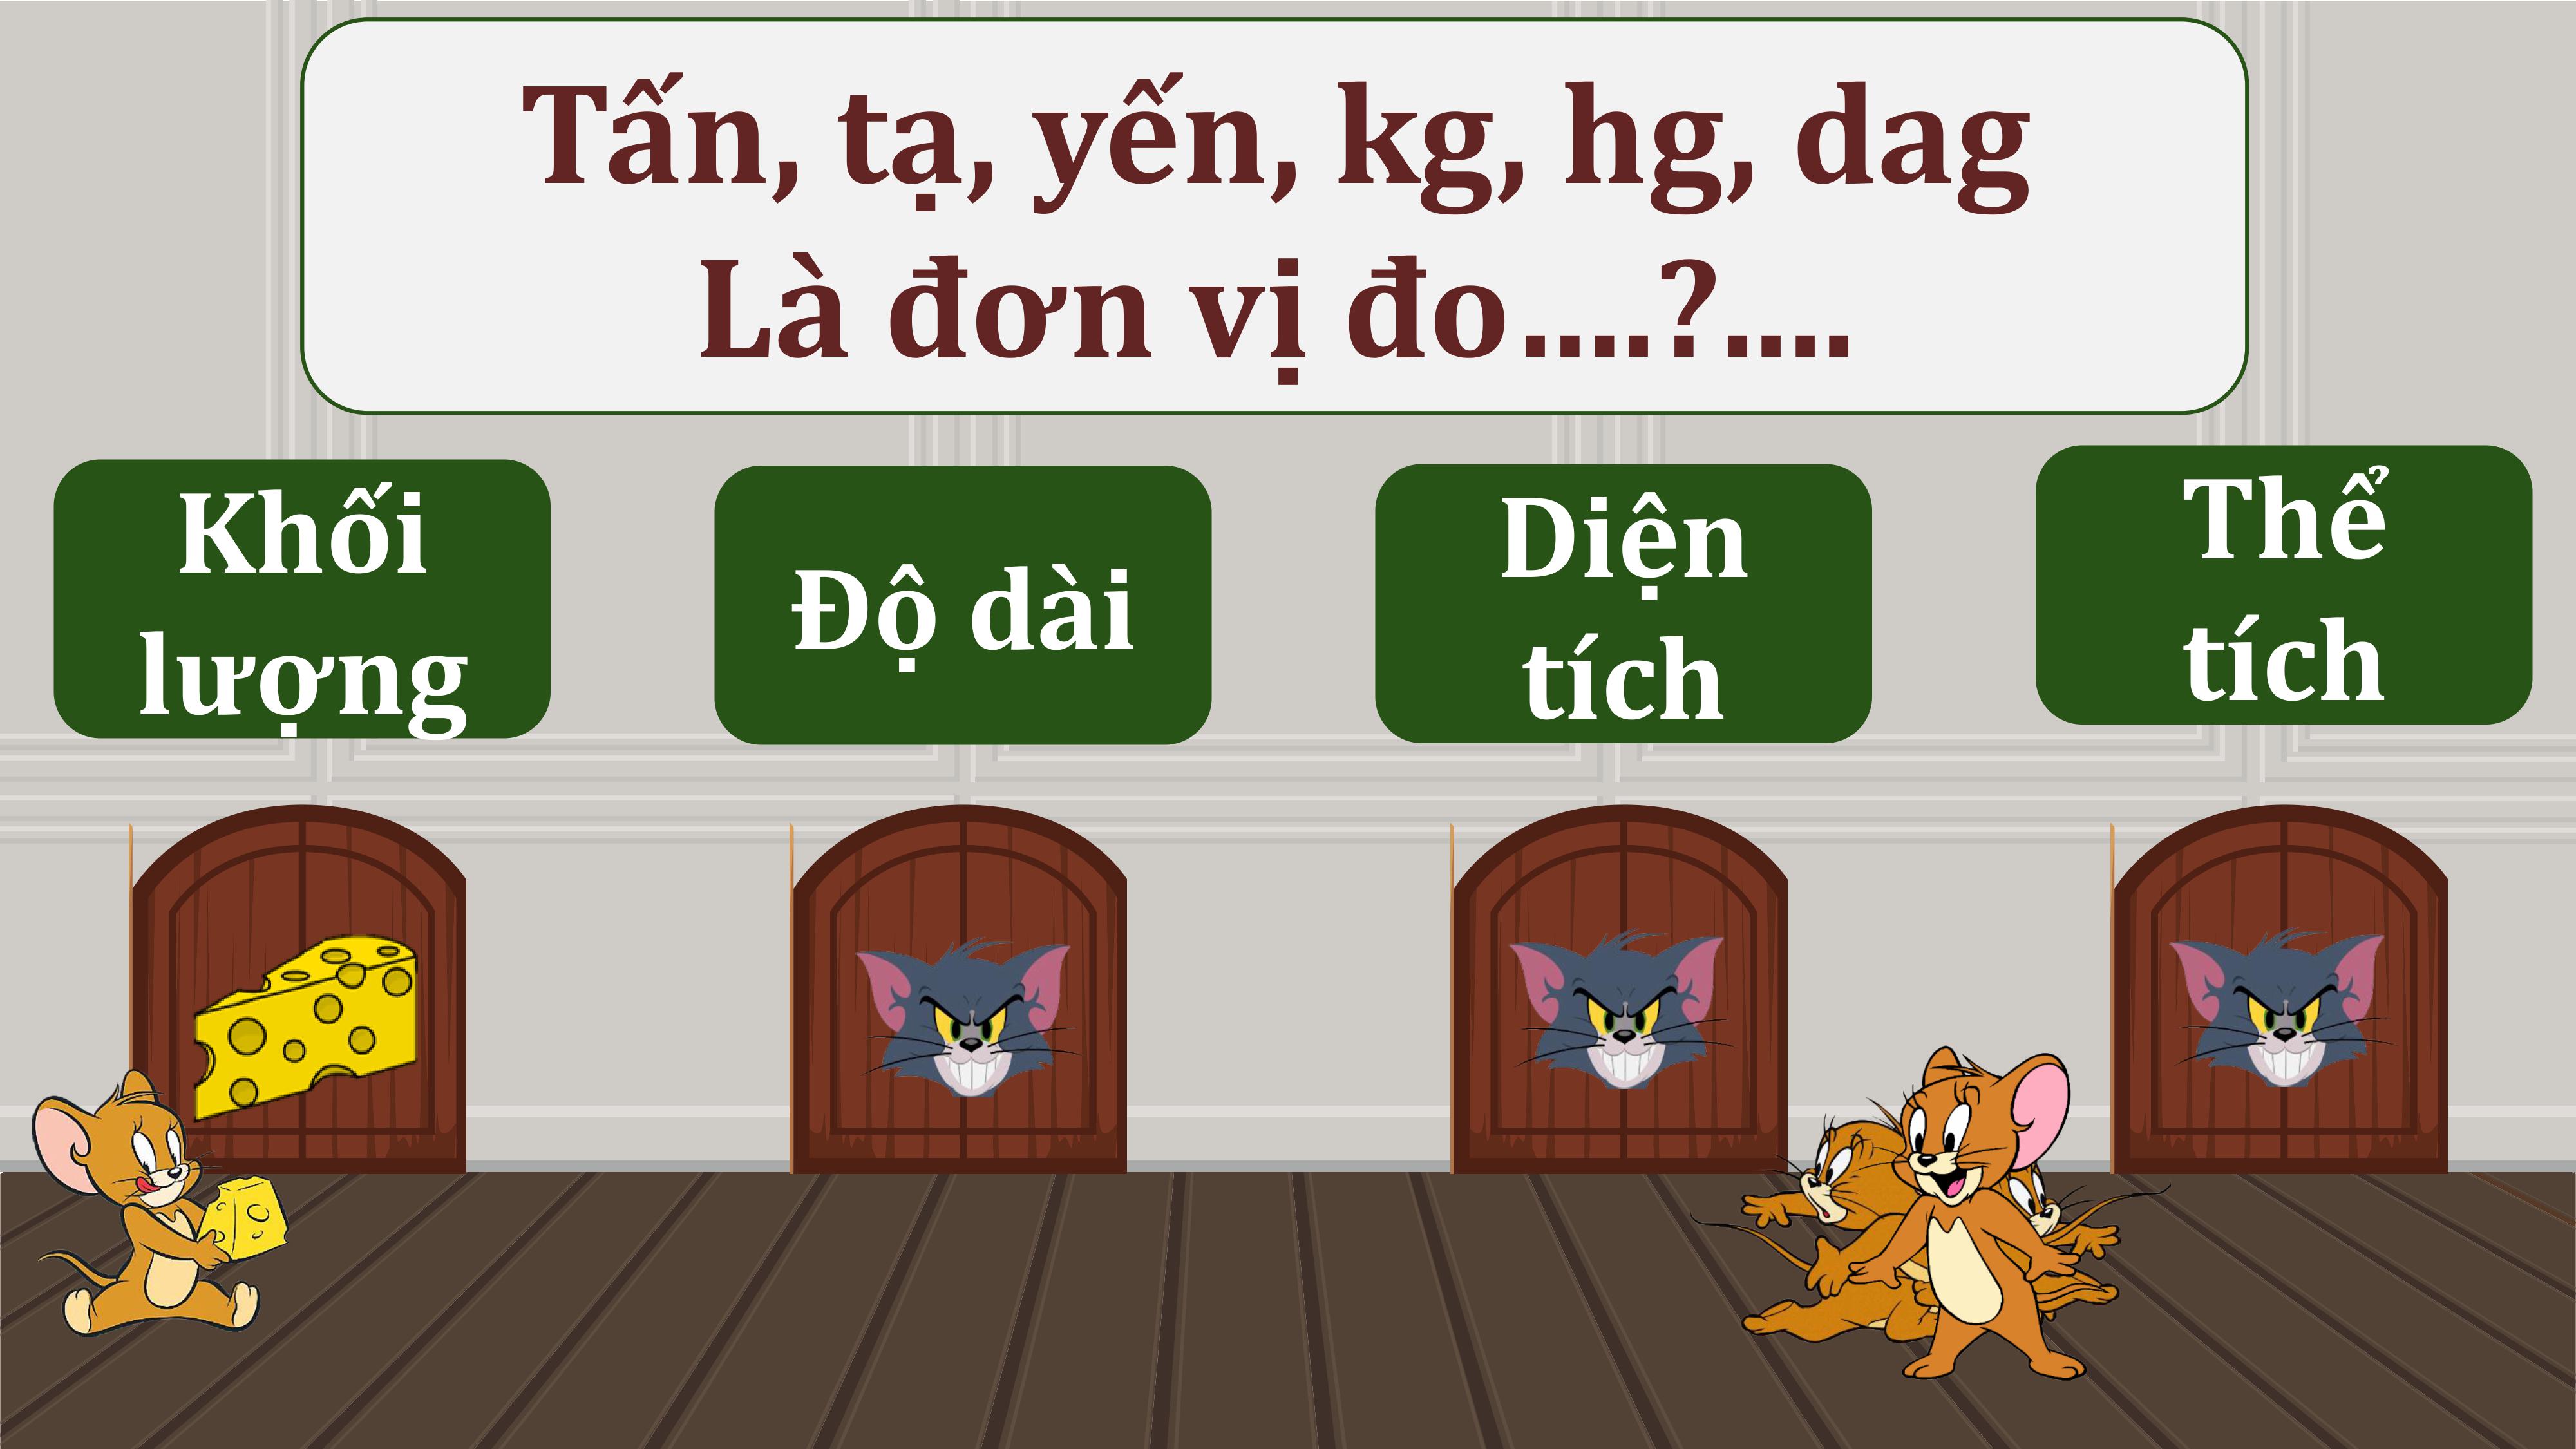 Tấn, tạ, yến, kg, hg, dag
Là đơn vị đo....?....
Khối
lượng
Độ dài
Diện
tích
Thể
tích